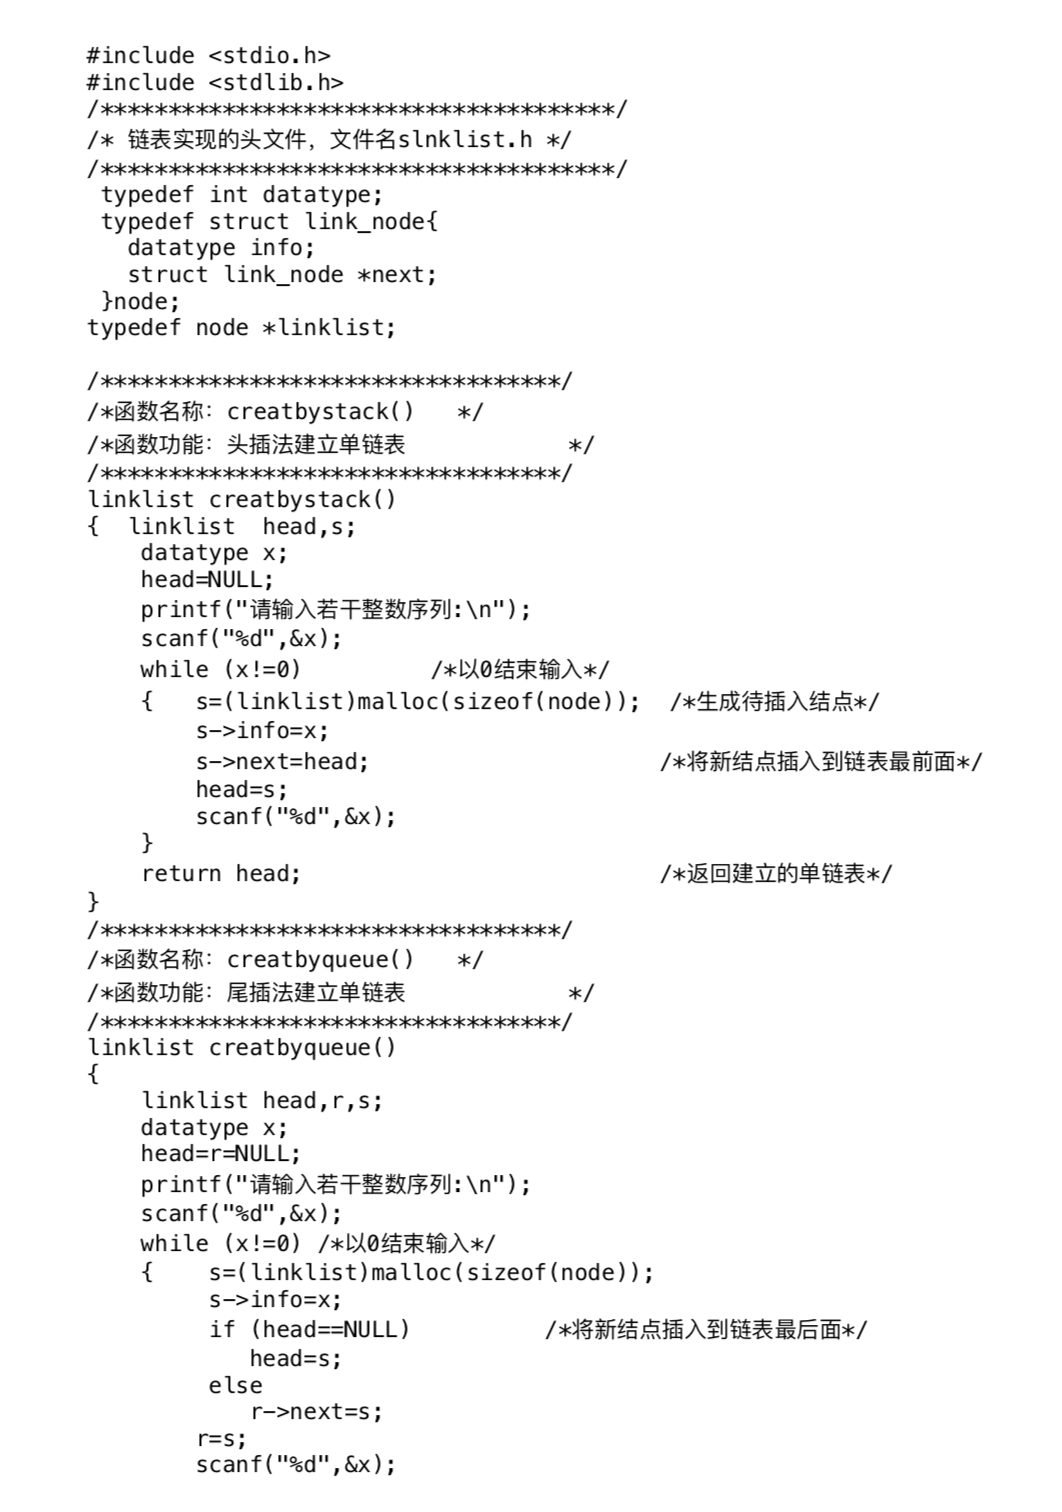 #include <stdio.h>
#include <stdlib.h>
/**************************************/
/* 链表实现的头文件，文件名slnklist.h */
/**************************************/
 typedef int datatype;
 typedef struct link_node{
   datatype info;
   struct link_node *next;
 }node;
typedef node *linklist;

/**********************************/
/*函数名称：creatbystack()   */
/*函数功能：头插法建立单链表            */
/**********************************/
linklist creatbystack()
{  linklist  head,s;
    datatype x;
    head=NULL;
    printf("请输入若干整数序列:\n");
    scanf("%d",&x);
    while (x!=0)          /*以0结束输入*/
    {   s=(linklist)malloc(sizeof(node));  /*生成待插入结点*/
        s->info=x;
        s->next=head;                      /*将新结点插入到链表最前面*/
        head=s;
        scanf("%d",&x);
    }
    return head;                           /*返回建立的单链表*/
}
/**********************************/
/*函数名称：creatbyqueue()   */
/*函数功能：尾插法建立单链表            */
/**********************************/
linklist creatbyqueue()
{
    linklist head,r,s;
    datatype x;
    head=r=NULL;
    printf("请输入若干整数序列:\n");
    scanf("%d",&x);
    while (x!=0) /*以0结束输入*/
    {    s=(linklist)malloc(sizeof(node));
         s->info=x;
         if (head==NULL)          /*将新结点插入到链表最后面*/
            head=s;
         else
            r->next=s;
        r=s;
        scanf("%d",&x);